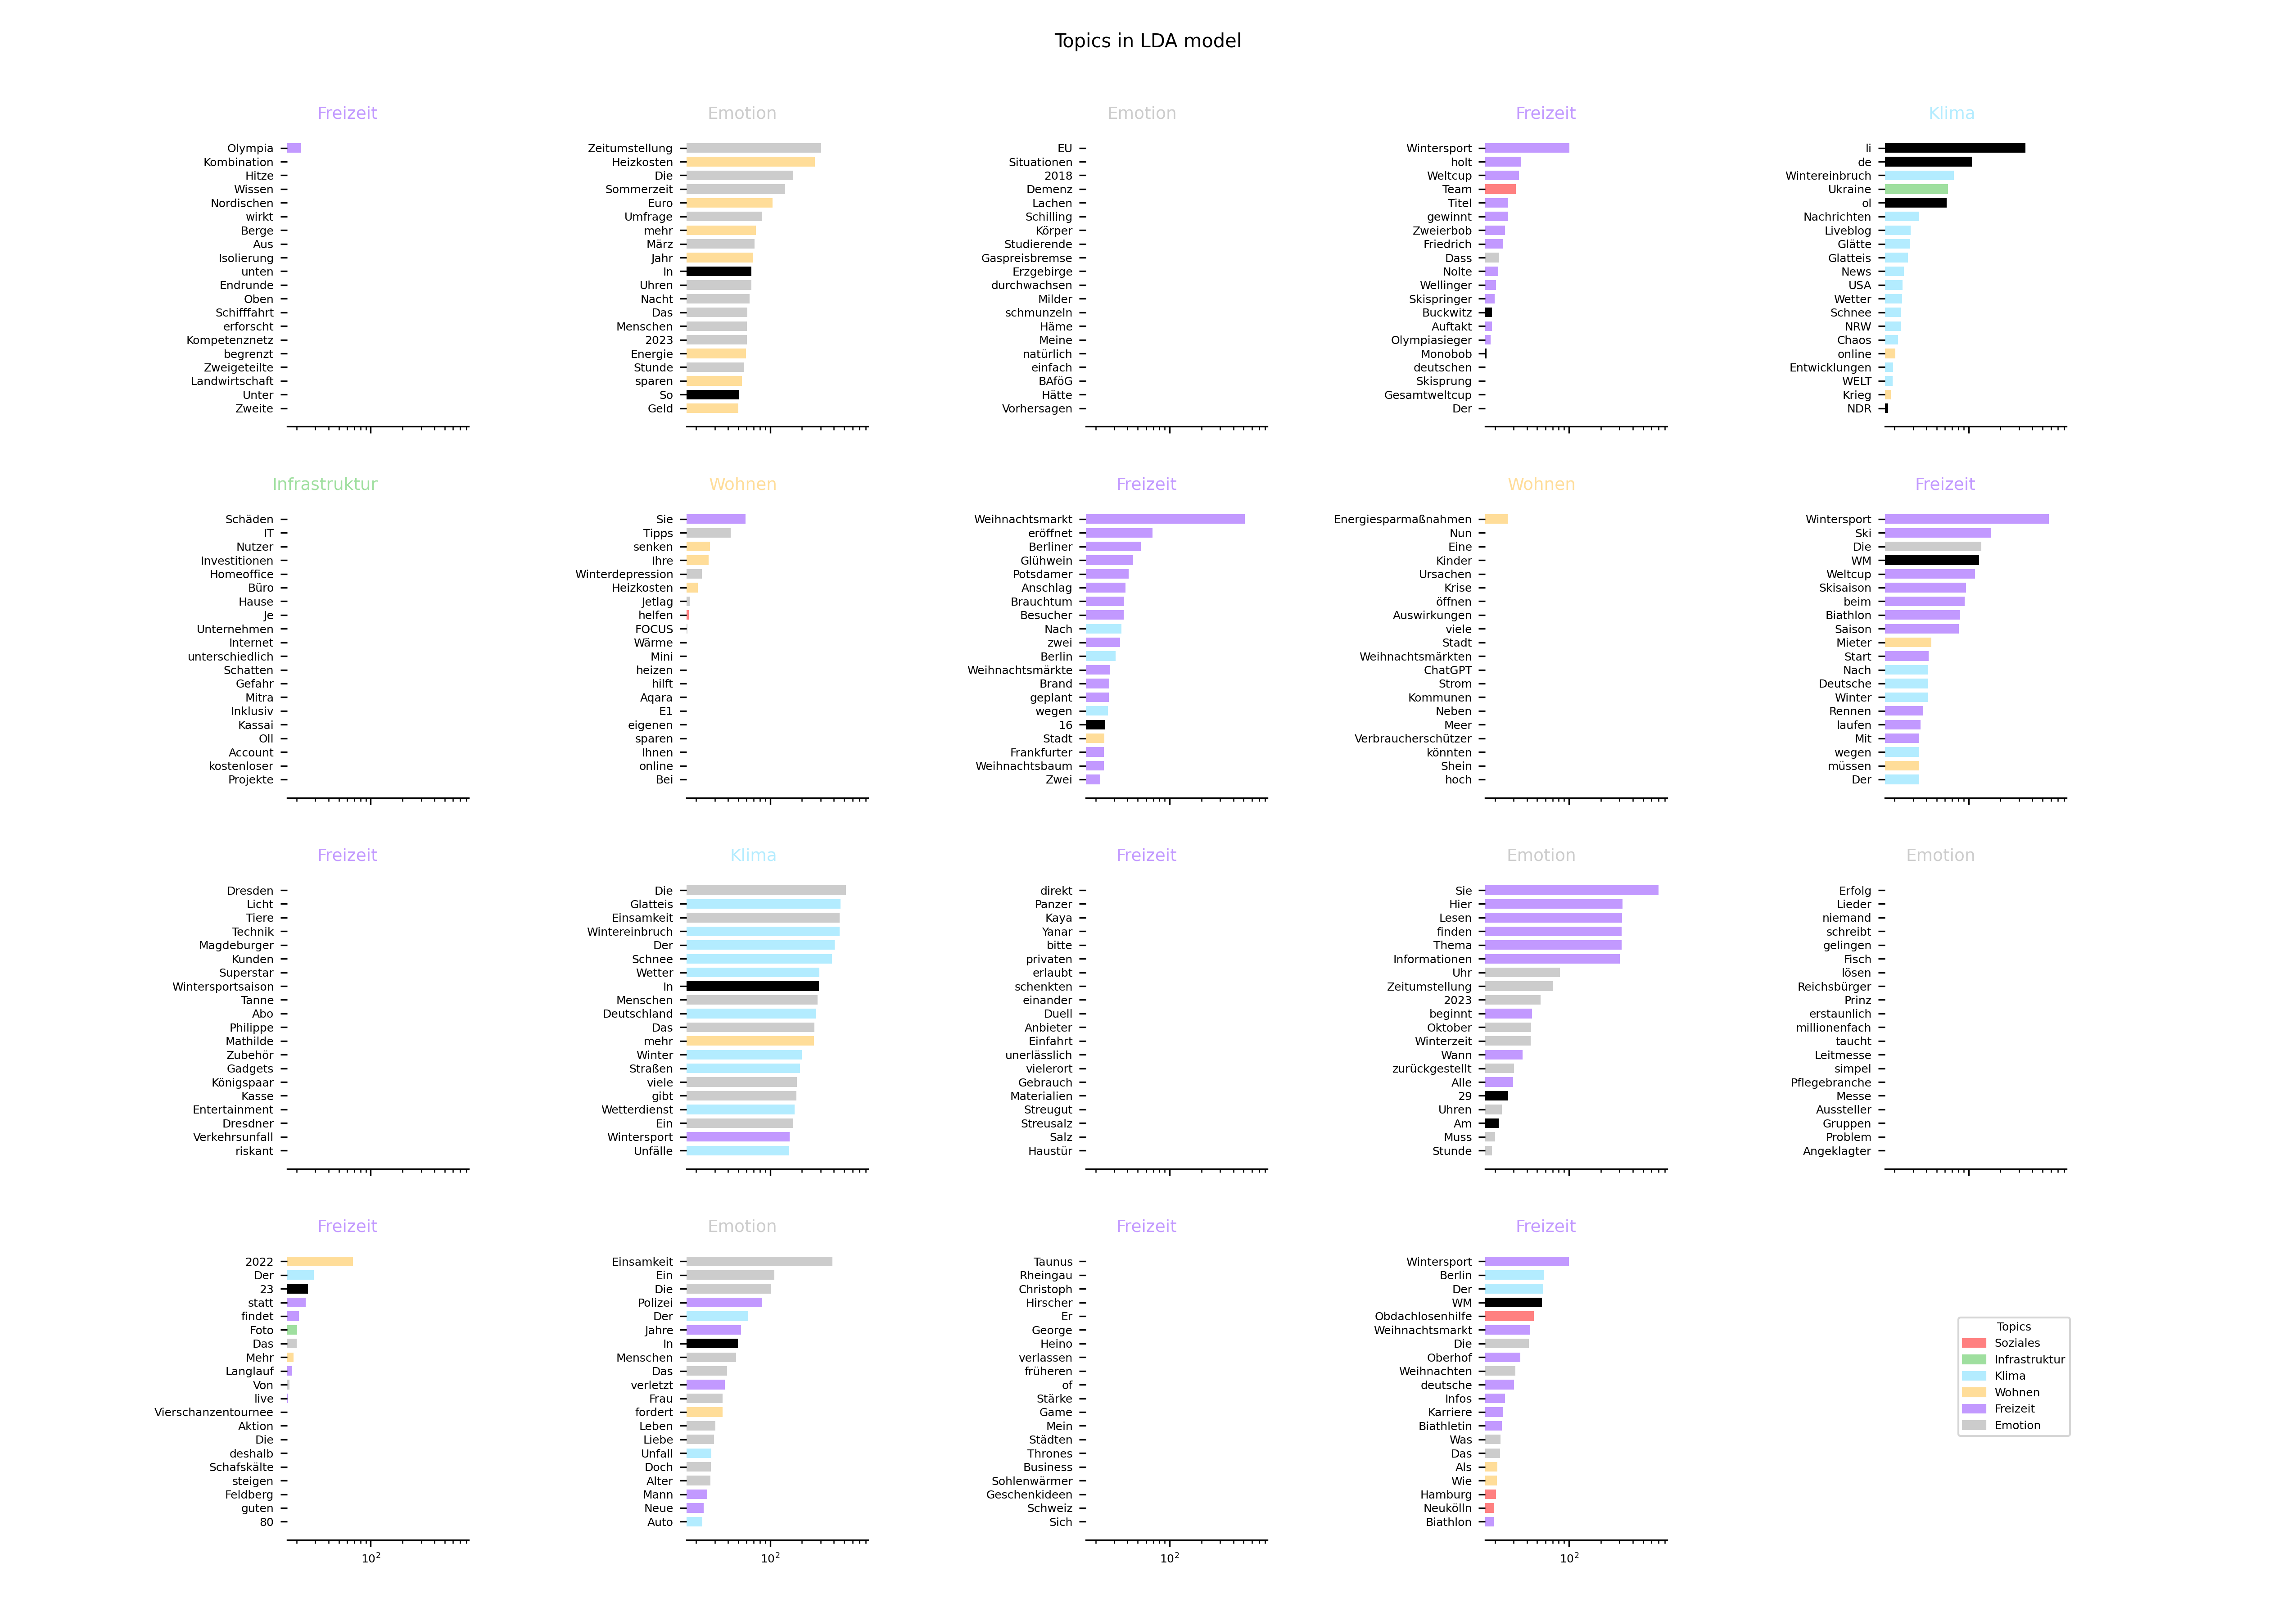 Topics in LDA model
Freizeit
Olympia
Kombination
Hitze
Wissen
Nordischen
wirkt
Berge
Aus
Isolierung
unten
Endrunde
Oben
Schifffahrt
erforscht
Kompetenznetz
begrenzt
Zweigeteilte
Landwirtschaft
Unter
Zweite
Emotion
Zeitumstellung
Heizkosten
Die
Sommerzeit
Euro
Umfrage
mehr
März
Jahr
In
Uhren
Nacht
Das
Menschen
2023
Energie
Stunde
sparen
So
Geld
Emotion
EU
Situationen
2018
Demenz
Lachen
Schilling
Körper
Studierende
Gaspreisbremse
Erzgebirge
durchwachsen
Milder
schmunzeln
Häme
Meine
natürlich
einfach
BAföG
Hätte
Vorhersagen
Freizeit
Wintersport
holt
Weltcup
Team
Titel
gewinnt
Zweierbob
Friedrich
Dass
Nolte
Wellinger
Skispringer
Buckwitz
Auftakt
Olympiasieger
Monobob
deutschen
Skisprung
Gesamtweltcup
Der
Klima
li
de
Wintereinbruch
Ukraine
ol
Nachrichten
Liveblog
Glätte
Glatteis
News
USA
Wetter
Schnee
NRW
Chaos
online
Entwicklungen
WELT
Krieg
NDR
Infrastruktur
Schäden
IT
Nutzer
Investitionen
Homeoffice
Büro
Hause
Je
Unternehmen
Internet
unterschiedlich
Schatten
Gefahr
Mitra
Inklusiv
Kassai
Oll
Account
kostenloser
Projekte
Wohnen
Sie
Tipps
senken
Ihre
Winterdepression
Heizkosten
Jetlag
helfen
FOCUS
Wärme
Mini
heizen
hilft
Aqara
E1
eigenen
sparen
Ihnen
online
Bei
Freizeit
Weihnachtsmarkt
eröffnet
Berliner
Glühwein
Potsdamer
Anschlag
Brauchtum
Besucher
Nach
zwei
Berlin
Weihnachtsmärkte
Brand
geplant
wegen
16
Stadt
Frankfurter
Weihnachtsbaum
Zwei
Wohnen
Energiesparmaßnahmen
Nun
Eine
Kinder
Ursachen
Krise
öffnen
Auswirkungen
viele
Stadt
Weihnachtsmärkten
ChatGPT
Strom
Kommunen
Neben
Meer
Verbraucherschützer
könnten
Shein
hoch
Freizeit
Wintersport
Ski
Die
WM
Weltcup
Skisaison
beim
Biathlon
Saison
Mieter
Start
Nach
Deutsche
Winter
Rennen
laufen
Mit
wegen
müssen
Der
Freizeit
Dresden
Licht
Tiere
Technik
Magdeburger
Kunden
Superstar
Wintersportsaison
Tanne
Abo
Philippe
Mathilde
Zubehör
Gadgets
Königspaar
Kasse
Entertainment
Dresdner
Verkehrsunfall
riskant
Klima
Die
Glatteis
Einsamkeit
Wintereinbruch
Der
Schnee
Wetter
In
Menschen
Deutschland
Das
mehr
Winter
Straßen
viele
gibt
Wetterdienst
Ein
Wintersport
Unfälle
Freizeit
direkt
Panzer
Kaya
Yanar
bitte
privaten
erlaubt
schenkten
einander
Duell
Anbieter
Einfahrt
unerlässlich
vielerort
Gebrauch
Materialien
Streugut
Streusalz
Salz
Haustür
Emotion
Sie
Hier
Lesen
finden
Thema
Informationen
Uhr
Zeitumstellung
2023
beginnt
Oktober
Winterzeit
Wann
zurückgestellt
Alle
29
Uhren
Am
Muss
Stunde
Emotion
Erfolg
Lieder
niemand
schreibt
gelingen
Fisch
lösen
Reichsbürger
Prinz
erstaunlich
millionenfach
taucht
Leitmesse
simpel
Pflegebranche
Messe
Aussteller
Gruppen
Problem
Angeklagter
Freizeit
2022
Der
23
statt
findet
Foto
Das
Mehr
Langlauf
Von
live
Vierschanzentournee
Aktion
Die
deshalb
Schafskälte
steigen
Feldberg
guten
80
10²
Emotion
Einsamkeit
Ein
Die
Polizei
Der
Jahre
In
Menschen
Das
verletzt
Frau
fordert
Leben
Liebe
Unfall
Doch
Alter
Mann
Neue
Auto
10²
Freizeit
Taunus
Rheingau
Christoph
Hirscher
Er
George
Heino
verlassen
früheren
of
Stärke
Game
Mein
Städten
Thrones
Business
Sohlenwärmer
Geschenkideen
Schweiz
Sich
10²
Freizeit
Wintersport
Berlin
Der
WM
Obdachlosenhilfe
Weihnachtsmarkt
Die
Oberhof
Weihnachten
deutsche
Infos
Karriere
Biathletin
Was
Das
Als
Wie
Hamburg
Neukölln
Biathlon
10²
Topics
Soziales
Infrastruktur
Klima
Wohnen
Freizeit
Emotion